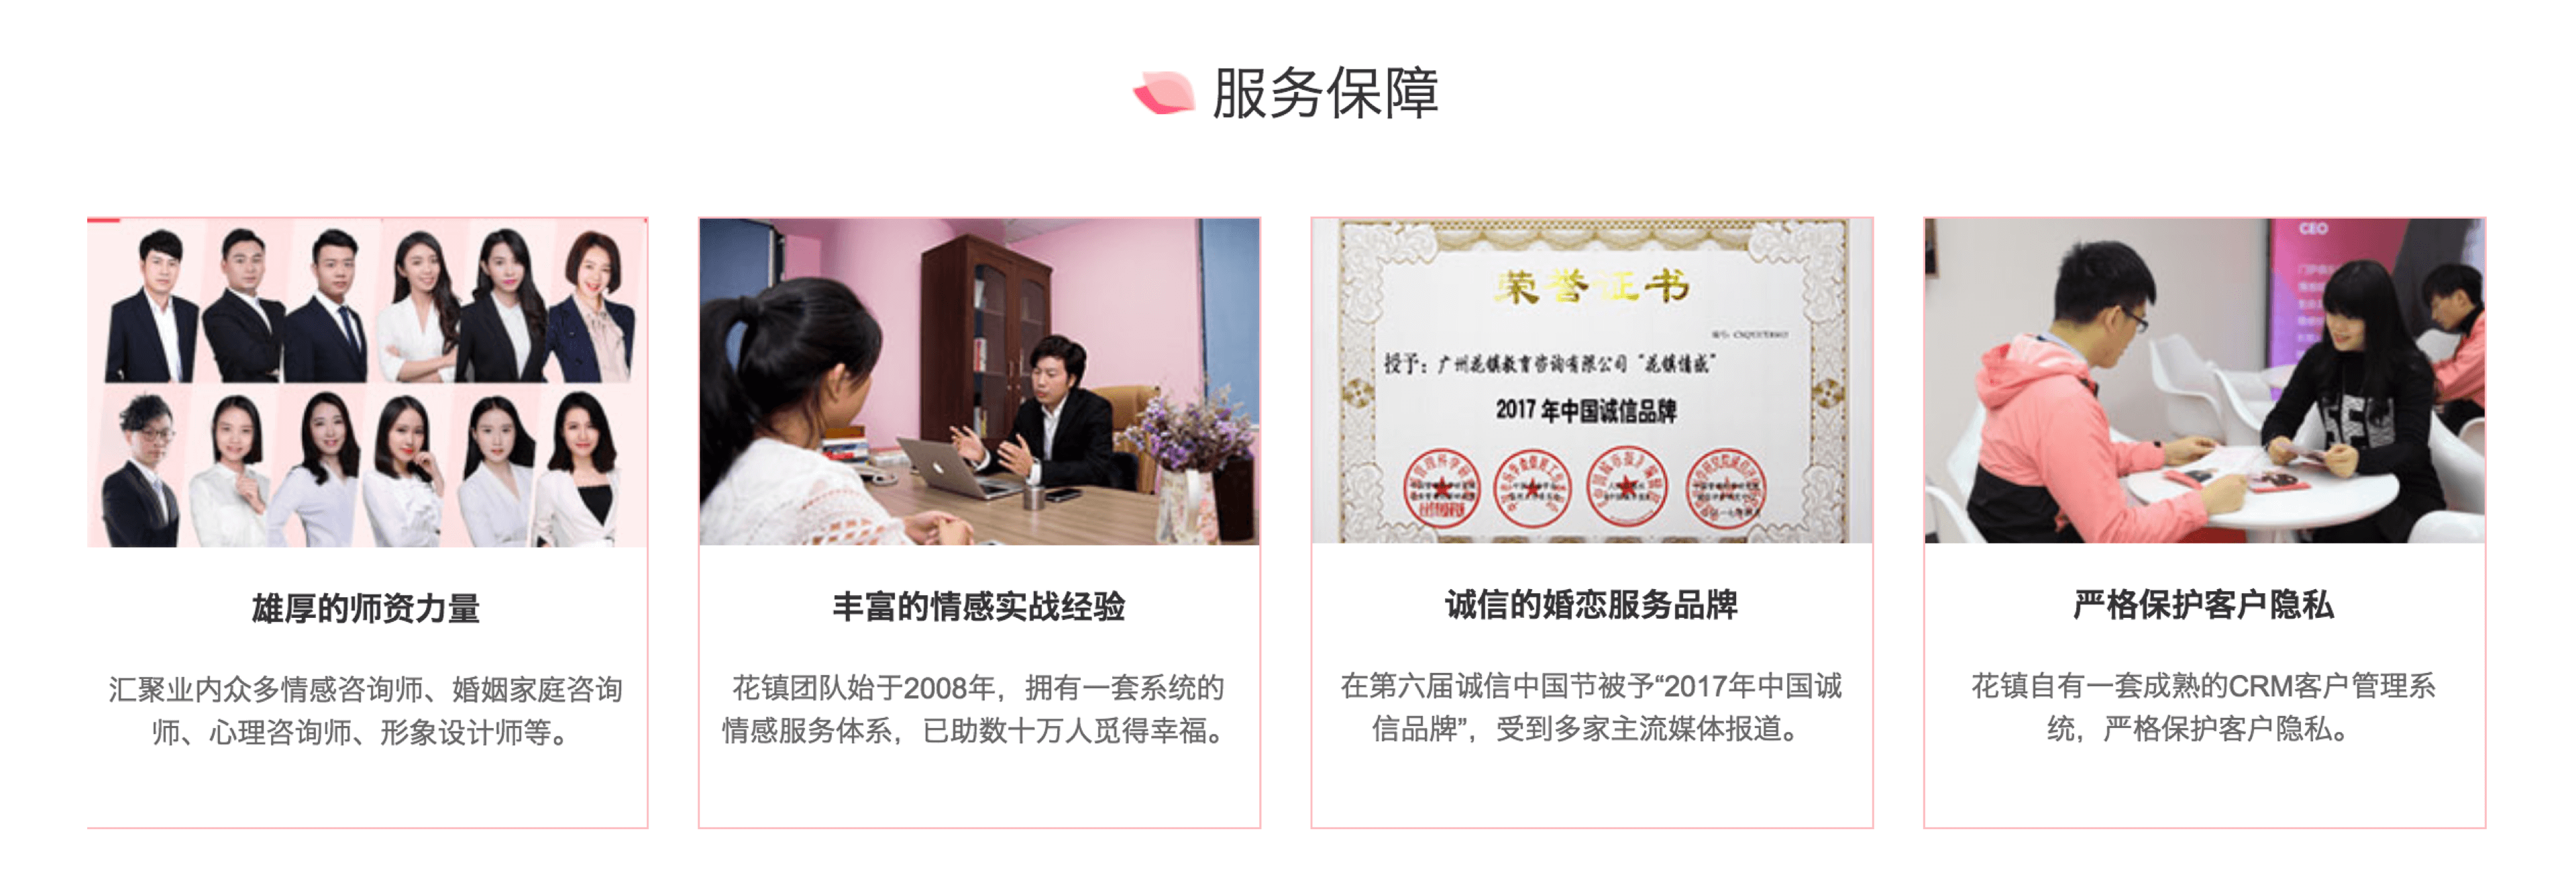 服务保障
CEO
荣誉证书
授予：广州花镇教育咨询有限公司“花镇情感”
2017年中国诚信品牌
雄厚的师资力量
汇聚业内众多情感咨询师、婚姻家庭咨询
师、心理咨询师、形象设计师等。
丰富的情感实战经验
花镇团队始于2008年，拥有一套系统的
情感服务体系，已助数十万人觅得幸福。
诚信的婚恋服务品牌
在第六届诚信中国节被予“2017年中国诚
信品牌”，受到多家主流媒体报道。
严格保护客户隐私
花镇自有一套成熟的CRM客户管理系
统，严格保护客户隐私。